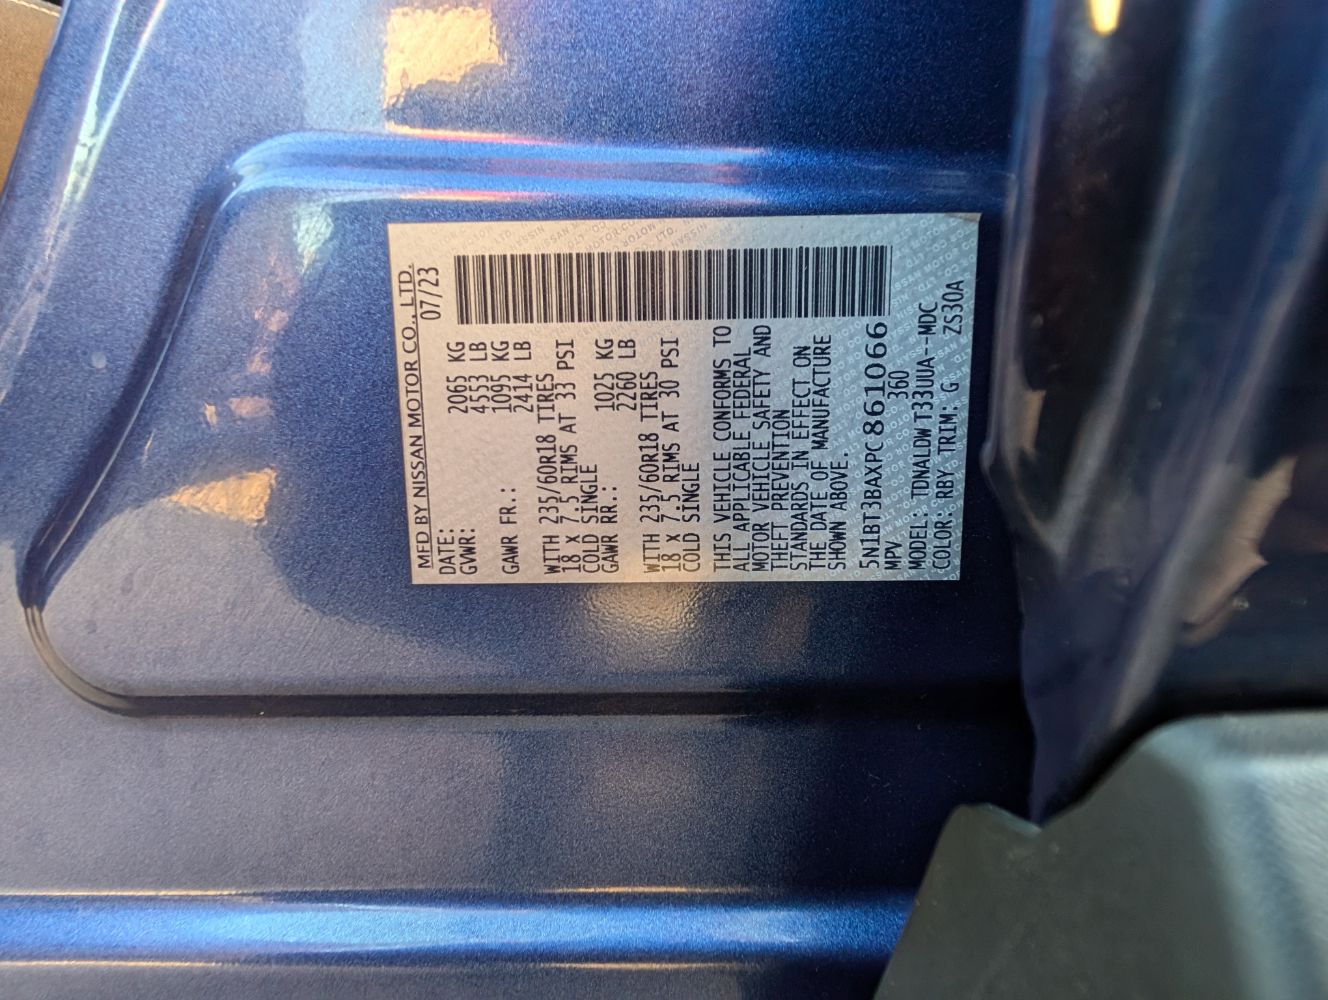 MFD BY NISSAN MOTOR CO., LTD.
DATE: 07/23
GVWR: 2065 KG
4553 LB
GAWR FR.: 1095 KG
2414 LB
WITH 235/60R18 TIRES
18 X 7.5 RIMS AT 33 PSI
COLD SINGLE
GAWR RR.: 1025 KG
2260 LB
WITH 235/60R18 TIRES
18 X 7.5 RIMS AT 30 PSI
COLD SINGLE
THIS VEHICLE CONFORMS TO
ALL APPLICABLE FEDERAL
MOTOR VEHICLE SAFETY AND
THEFT PREVENTION
STANDARDS IN EFFECT ON
THE DATE OF MANUFACTURE
SHOWN ABOVE.
5N1BT3BAXPC861066
MPV 360
MODEL: TDNALDW T33UUA--MDC
COLOR: RBY TRIM: G ZS30A